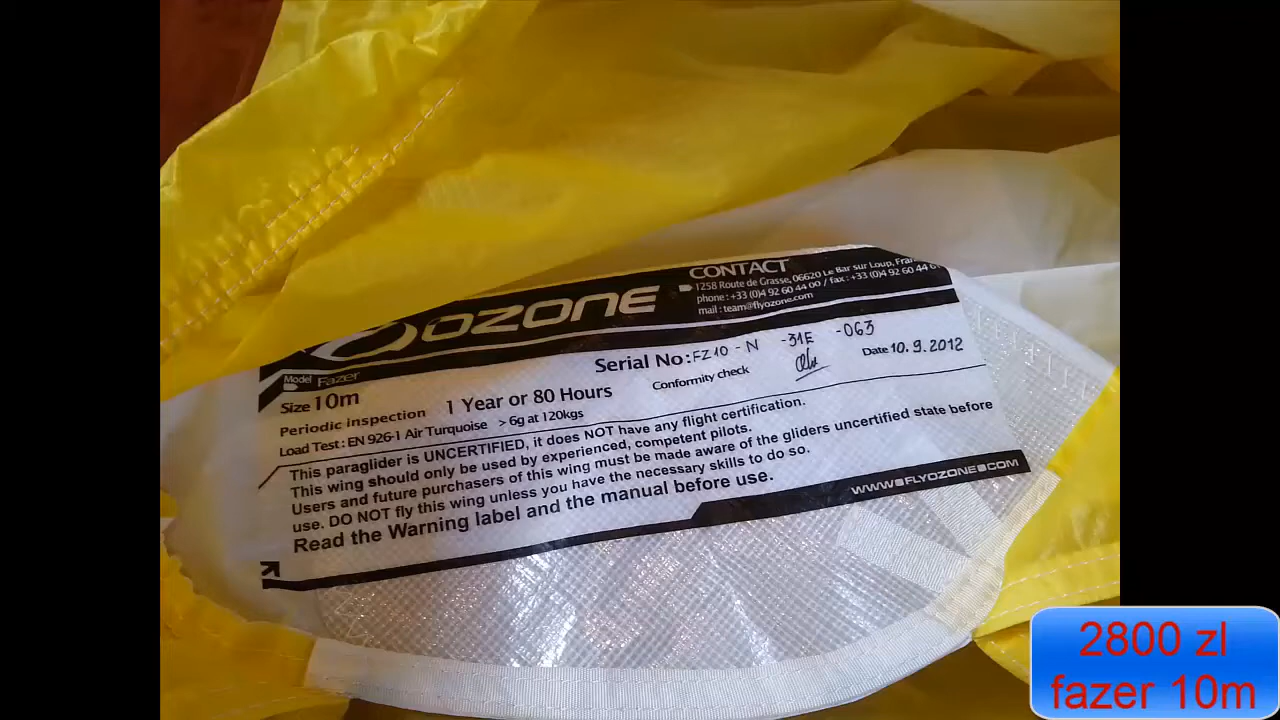 OZONE
CONTACT
1258 Route de Grasse, 06620 Le Bar sur Loup,
phone : +33 (0)4 92 60 44 00 / fax : +33 (0)4 92 60 44
mail : team@flyozone.com
Model Fazer
Serial No: FZ10 - N -31E -063
Size 10m
Conformity check
Date 10. 9. 2012
Periodic inspection 1 Year or 80 Hours
Load Test : EN 926-1 Air Turquoise > 6g at 120kgs
This paraglider is UNCERTIFIED, it does NOT have any flight certification.
This wing should only be used by experienced, competent pilots.
Users and future purchasers of this wing must be made aware of the gliders uncertified state before
use. DO NOT fly this wing unless you have the necessary skills to do so.
Read the Warning label and the manual before use.
WWW.FLYOZONE.COM
2800 zl
fazer 10m